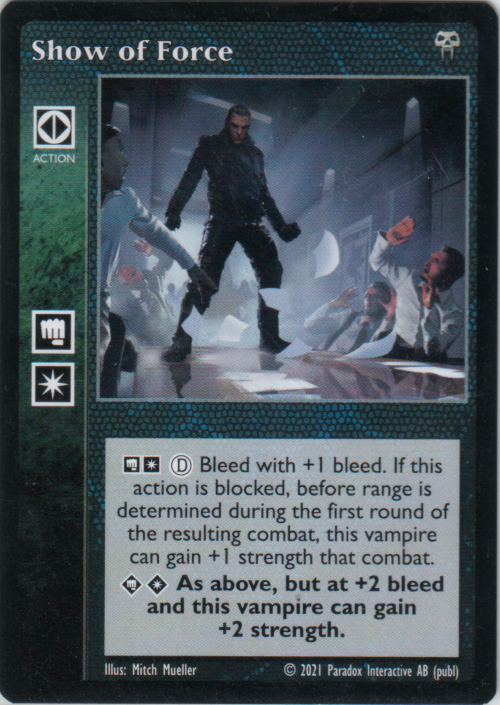 Show of Force
ACTION
D Bleed with +1 bleed. If this
action is blocked, before range is
determined during the first round of
the resulting combat, this vampire
can gain +1 strength that combat.
As above, but at +2 bleed
and this vampire can gain
+2 strength.
Illus: Mitch Mueller © 2021 Paradox Interactive AB (publ)